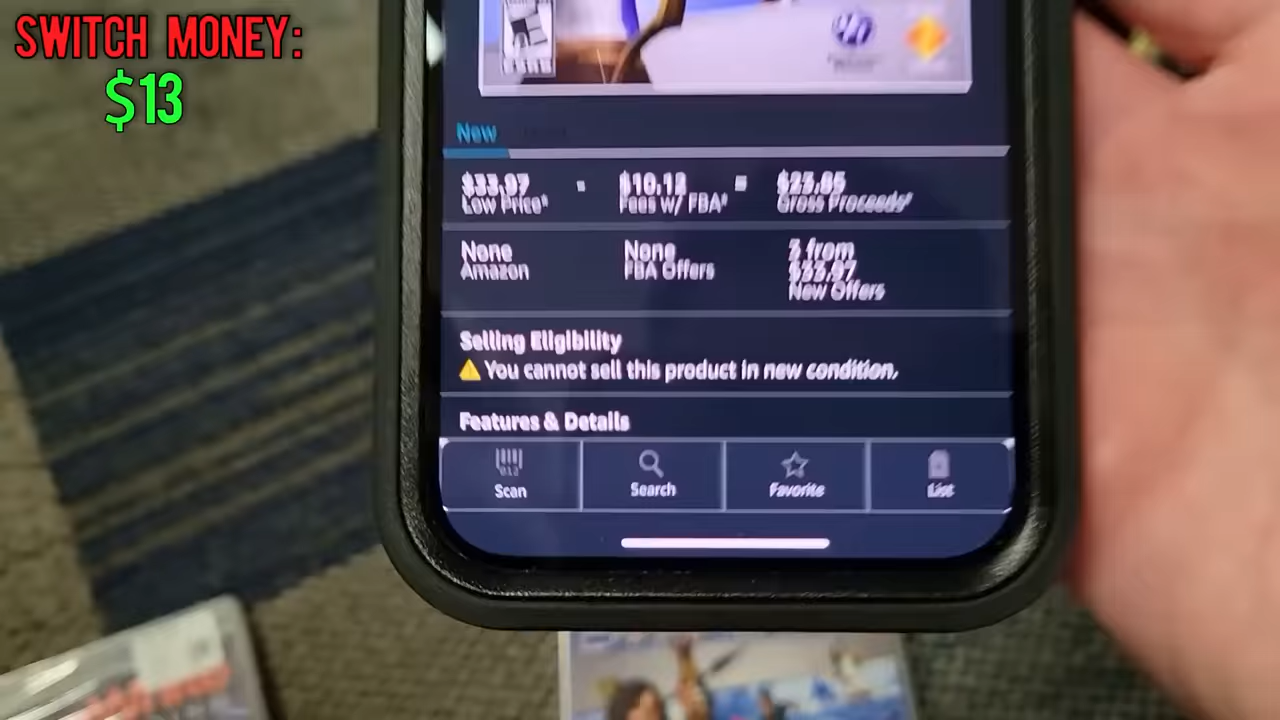 SWITCH MONEY:
$13
New
$33.97 - $10.12 = $23.85
Low Price* Fees w/ FBA* Gross Proceeds*
None None 3 from
Amazon FBA Offers $33.97
New Offers
Selling Eligibility
You cannot sell this product in new condition.
Features & Details
Scan Search Favorite List